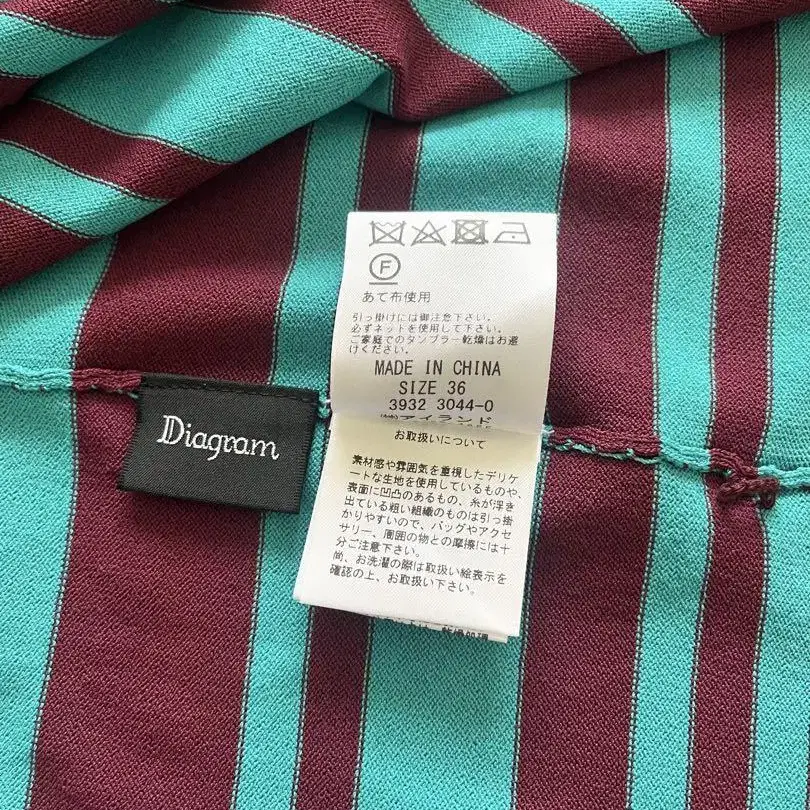 Diagram
F
あて布使用
引っ掛けには御注意下さい。
必ずネットを使用して下さい。
ご家庭でのタンブラー乾燥はお避
け下さい。
MADE IN CHINA
SIZE 36
3932 3044-0
㈱アイランド
お取扱いについて
素材感や雰囲気を重視したデリケ
ートな生地を使用しているものや、
表面に凹凸のあるもの、糸が浮き
出ている粗い組織のものは引っ掛
かりやすいので、バッグやアクセ
サリー、周囲の物との摩擦には十
分ご注意下さい。
尚、お洗濯の際は取扱い絵表示を
確認の上、お取扱い下さい。